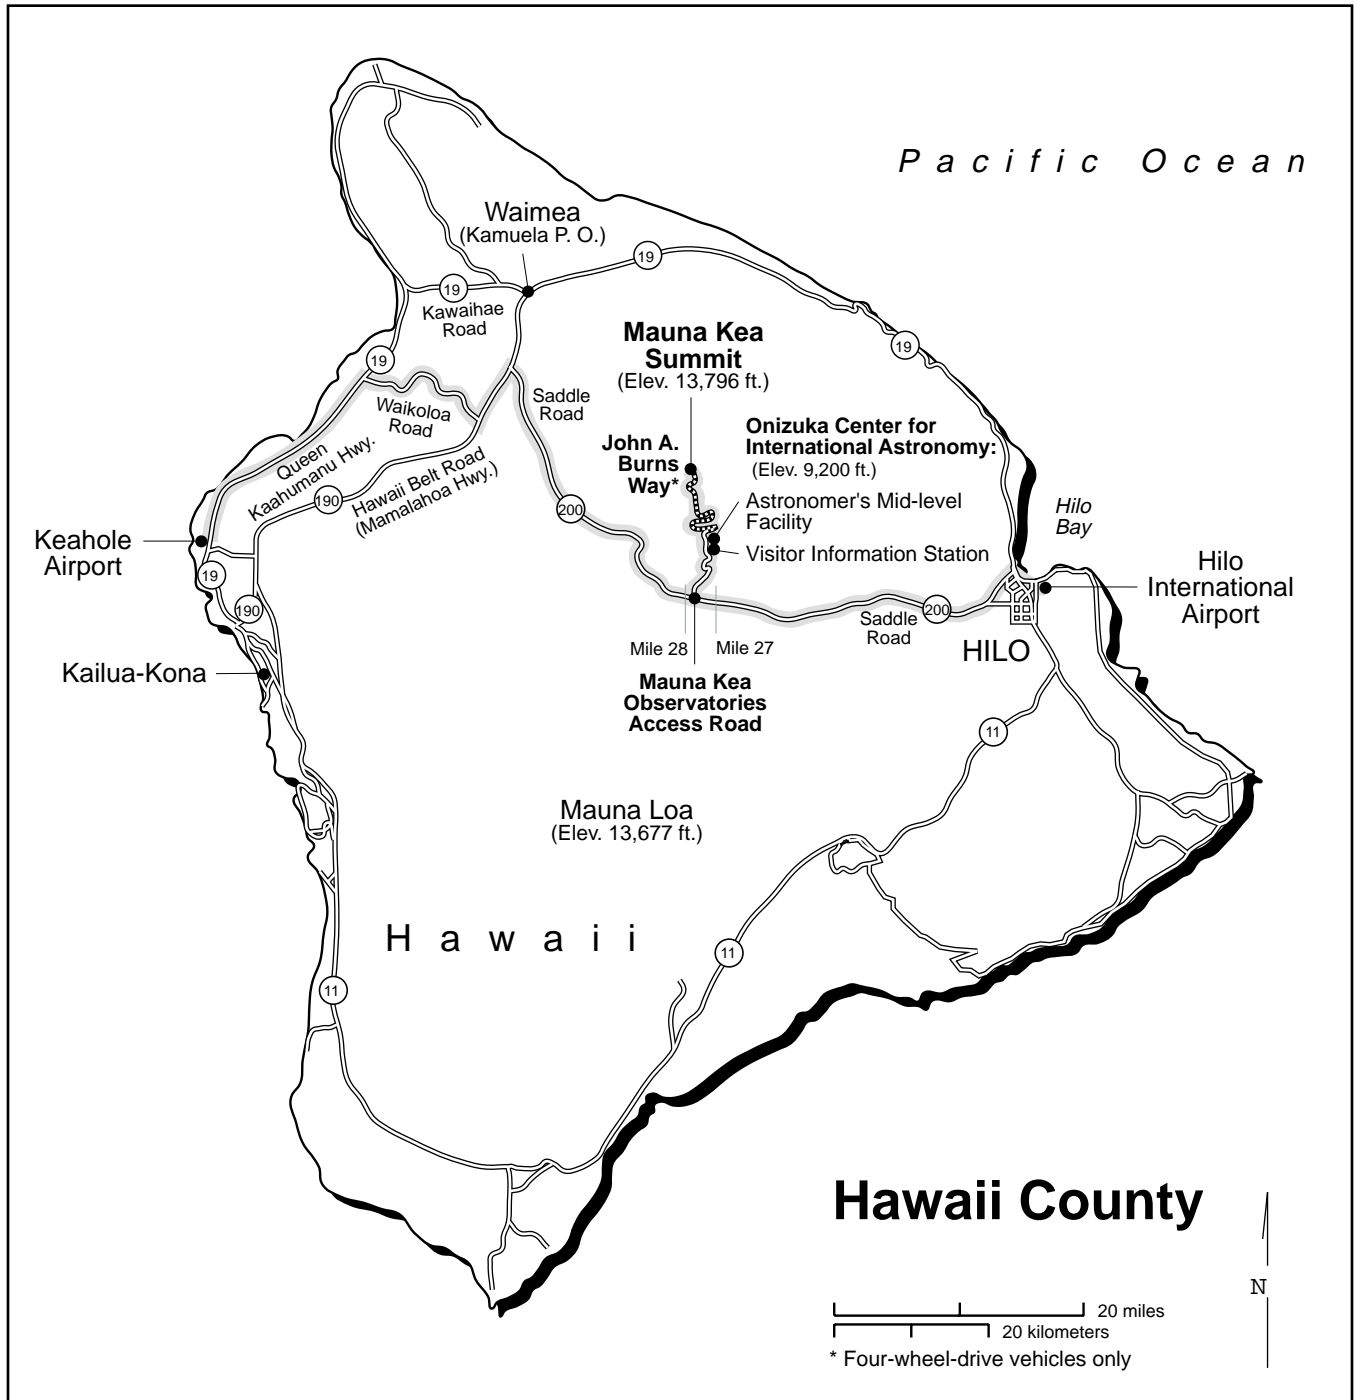 Pacific Ocean
Waimea
(Kamuela P. O.)
19
19
Kawaihae
Road
19
19
Mauna Kea
Summit
(Elev. 13,796 ft.)
Saddle
Road
Waikoloa
Road
Queen
Kaahumanu Hwy.
John A.
Burns
Way*
Onizuka Center for
International Astronomy:
(Elev. 9,200 ft.)
Hawaii Belt Road
(Mamalahoa Hwy.)
190
200
Astronomer's Mid-level
Facility
Visitor Information Station
Hilo
Bay
Keahole
Airport
19
190
Hilo
International
Airport
200
Saddle
Road
HILO
Mile 28
Mile 27
Kailua-Kona
Mauna Kea
Observatories
Access Road
11
Mauna Loa
(Elev. 13,677 ft.)
Hawaii
11
11
Hawaii County
N
20 miles
20 kilometers
* Four-wheel-drive vehicles only